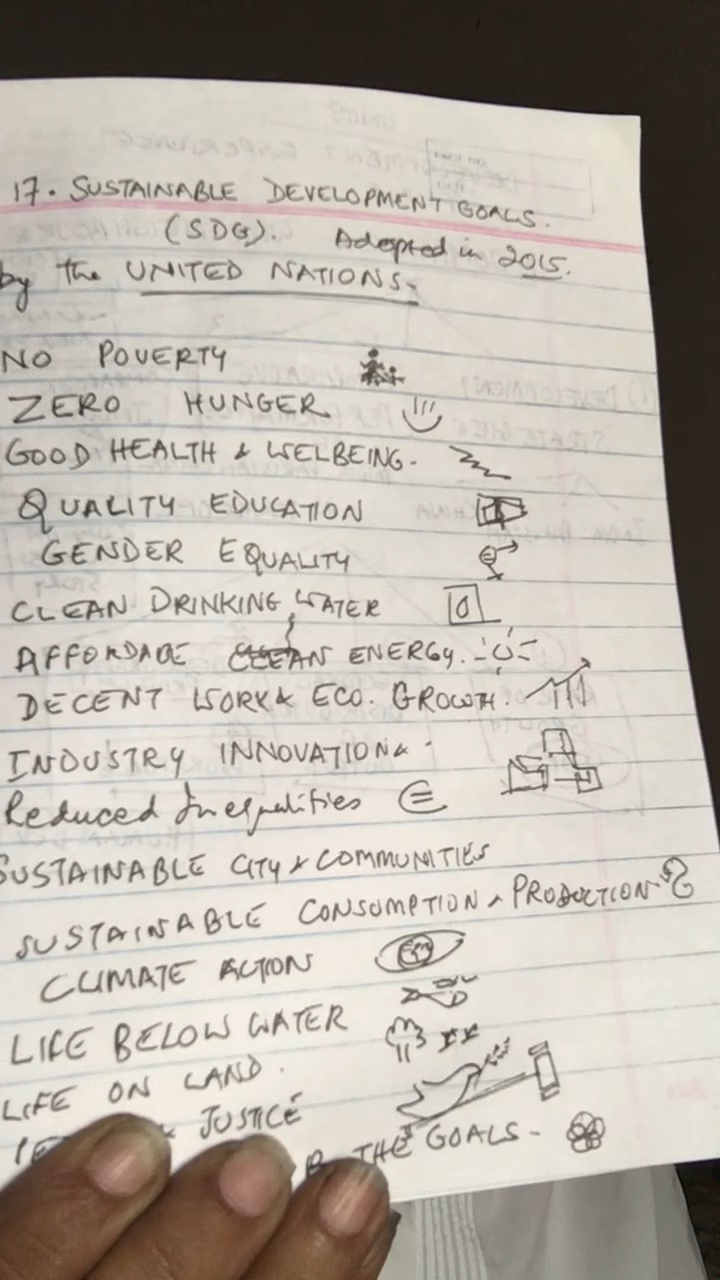 17. SUSTAINABLE DEVELOPMENT GOALS.
(SDG). Adopted in 2015.
by the UNITED NATIONS.
NO POVERTY
ZERO HUNGER
GOOD HEALTH & WELBEING.
QUALITY EDUCATION
GENDER EQUALITY
CLEAN DRINKING WATER
AFFORDABE CLEAN ENERGY.
DECENT WORK & ECO. GROWTH.
INDUSTRY INNOVATION &.
Reduced Inequalities
SUSTAINABLE CITY & COMMUNITIES
SUSTAINABLE CONSUMPTION & PRODUCTION
CLIMATE ACTION
LIFE BELOW WATER
LIFE ON LAND.
& JUSTICE
THE GOALS.